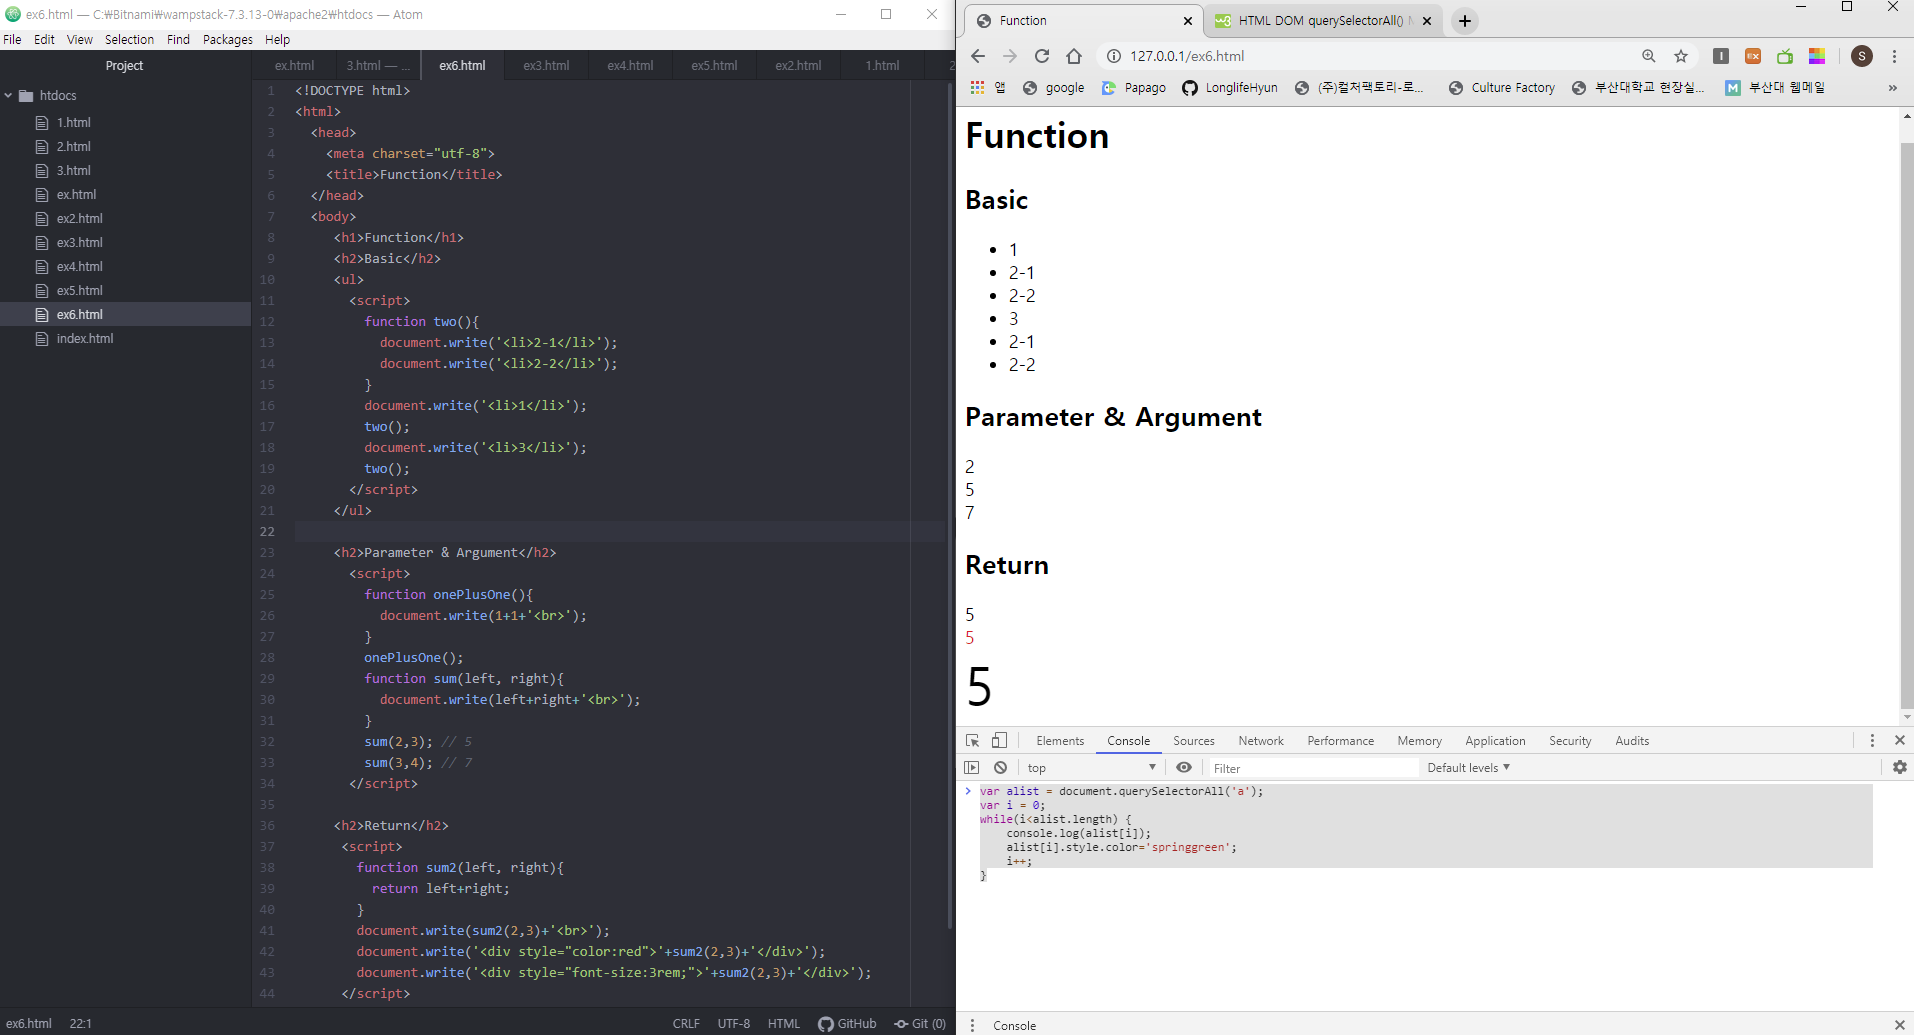 ex6.html — C:₩Bitnami₩wampstack-7.3.13-0₩apache2₩htdocs — Atom
File Edit View Selection Find Packages Help
Project
htdocs
1.html
2.html
3.html
ex.html
ex2.html
ex3.html
ex4.html
ex5.html
ex6.html
index.html
ex.html 3.html — ... ex6.html ex3.html ex4.html ex5.html ex2.html 1.html 2
1 <!DOCTYPE html>
2 <html>
3 <head>
4 <meta charset="utf-8">
5 <title>Function</title>
6 </head>
7 <body>
8 <h1>Function</h1>
9 <h2>Basic</h2>
10 <ul>
11 <script>
12 function two(){
13 document.write('<li>2-1</li>');
14 document.write('<li>2-2</li>');
15 }
16 document.write('<li>1</li>');
17 two();
18 document.write('<li>3</li>');
19 two();
20 </script>
21 </ul>
22
23 <h2>Parameter & Argument</h2>
24 <script>
25 function onePlusOne(){
26 document.write(1+1+'<br>');
27 }
28 onePlusOne();
29 function sum(left, right){
30 document.write(left+right+'<br>');
31 }
32 sum(2,3); // 5
33 sum(3,4); // 7
34 </script>
35
36 <h2>Return</h2>
37 <script>
38 function sum2(left, right){
39 return left+right;
40 }
41 document.write(sum2(2,3)+'<br>');
42 document.write('<div style="color:red">'+sum2(2,3)+'</div>');
43 document.write('<div style="font-size:3rem;">'+sum2(2,3)+'</div>');
44 </script>
ex6.html 22:1 CRLF UTF-8 HTML GitHub Git (0)
Function HTML DOM querySelectorAll() M
127.0.0.1/ex6.html
앱 google Papago LonglifeHyun (주)컬처팩토리-로... Culture Factory 부산대학교 현장실... 부산대 웹메일 »
Function
Basic
1
2-1
2-2
3
2-1
2-2
Parameter & Argument
2
5
7
Return
5
5
5
Elements Console Sources Network Performance Memory Application Security Audits
top Filter Default levels
var alist = document.querySelectorAll('a');
var i = 0;
while(i<alist.length) {
console.log(alist[i]);
alist[i].style.color='springgreen';
i++;
}
Console